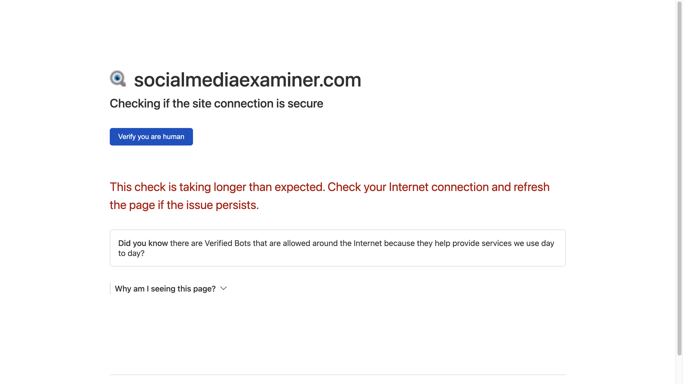 socialmediaexaminer.com
Checking if the site connection is secure
Verify you are human
This check is taking longer than expected. Check your Internet connection and refresh
the page if the issue persists.
Did you know there are Verified Bots that are allowed around the Internet because they help provide services we use day
to day?
Why am I seeing this page?